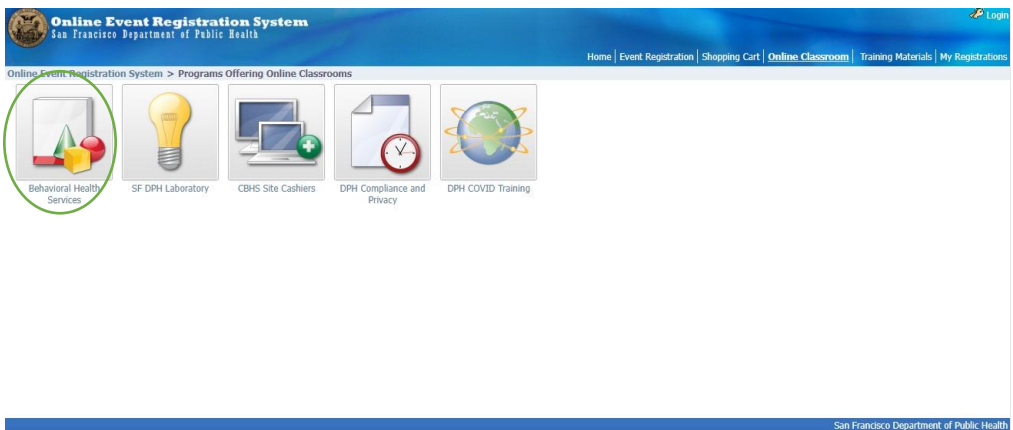 Online Event Registration System
San Francisco Department of Public Health
Login
Home | Event Registration | Shopping Cart | Online Classroom | Training Materials | My Registrations
Online Event Registration System > Programs Offering Online Classrooms
Behavioral Health Services
SF DPH Laboratory
CBHS Site Cashiers
DPH Compliance and Privacy
DPH COVID Training
San Francisco Department of Public Health